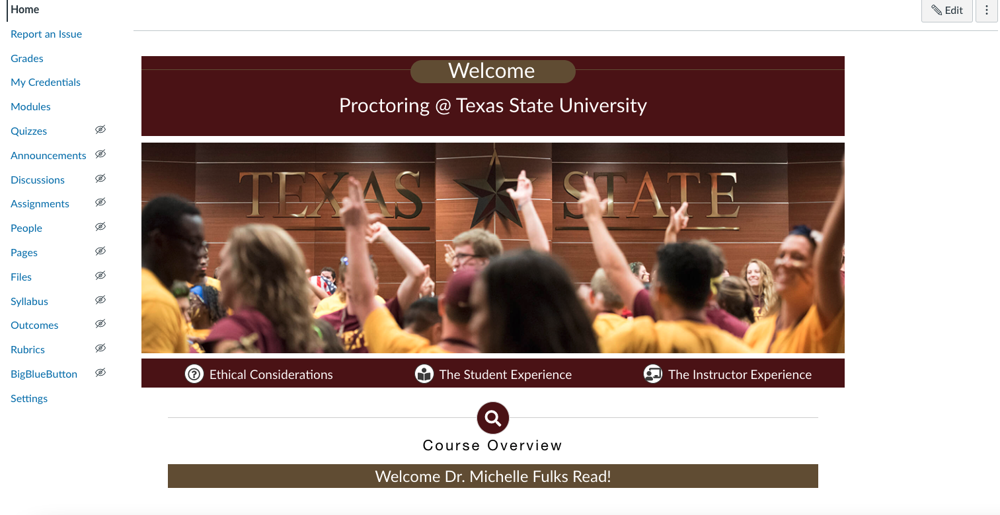 Home
Edit
Report an Issue
Grades
My Credentials
Modules
Quizzes
Announcements
Discussions
Assignments
People
Pages
Files
Syllabus
Outcomes
Rubrics
BigBlueButton
Settings
Welcome
Proctoring @ Texas State University
TEXAS STATE
Ethical Considerations
The Student Experience
The Instructor Experience
Course Overview
Welcome Dr. Michelle Fulks Read!